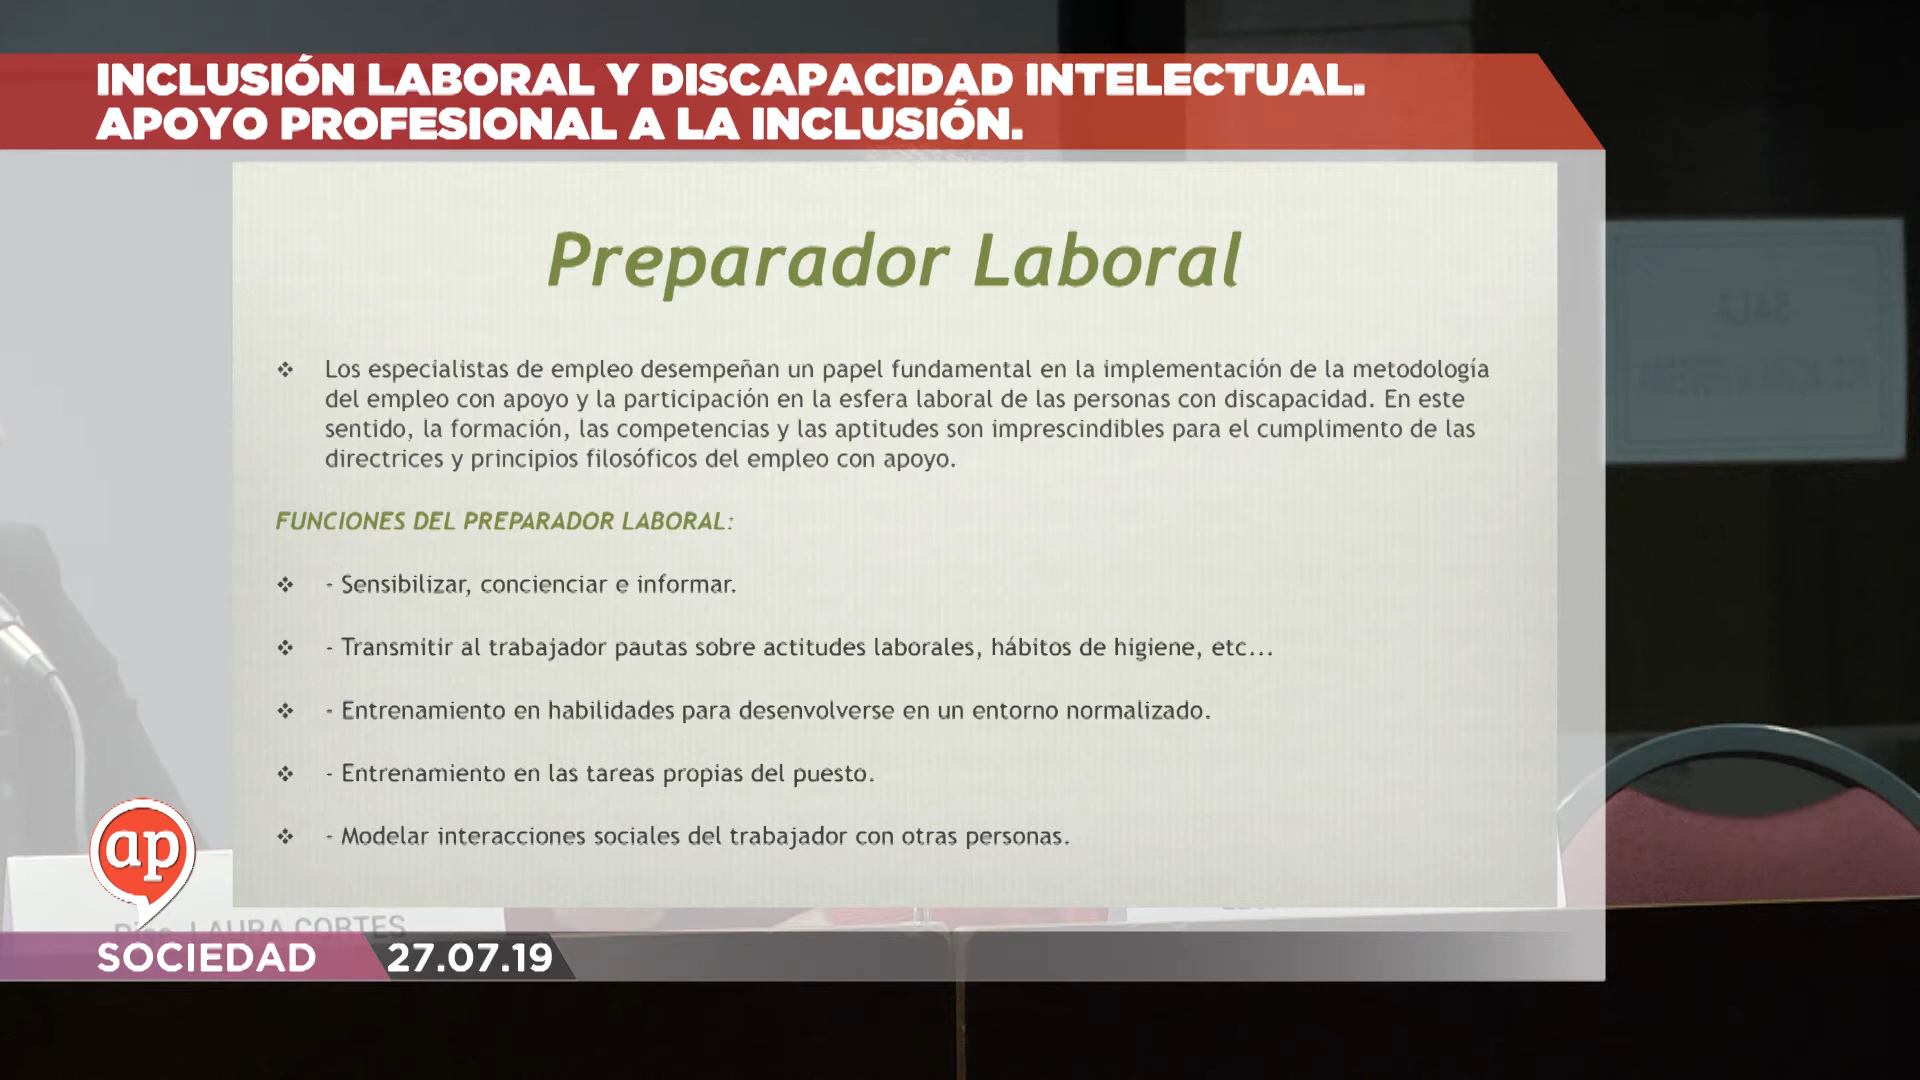 INCLUSIÓN LABORAL Y DISCAPACIDAD INTELECTUAL.
APOYO PROFESIONAL A LA INCLUSIÓN.
Preparador Laboral
❖ Los especialistas de empleo desempeñan un papel fundamental en la implementación de la metodología
del empleo con apoyo y la participación en la esfera laboral de las personas con discapacidad. En este
sentido, la formación, las competencias y las aptitudes son imprescindibles para el cumplimento de las
directrices y principios filosóficos del empleo con apoyo.
FUNCIONES DEL PREPARADOR LABORAL:
❖ - Sensibilizar, concienciar e informar.
❖ - Transmitir al trabajador pautas sobre actitudes laborales, hábitos de higiene, etc...
❖ - Entrenamiento en habilidades para desenvolverse en un entorno normalizado.
❖ - Entrenamiento en las tareas propias del puesto.
❖ - Modelar interacciones sociales del trabajador con otras personas.
ap
LAURA CORTES
SOCIEDAD 27.07.19
SALA